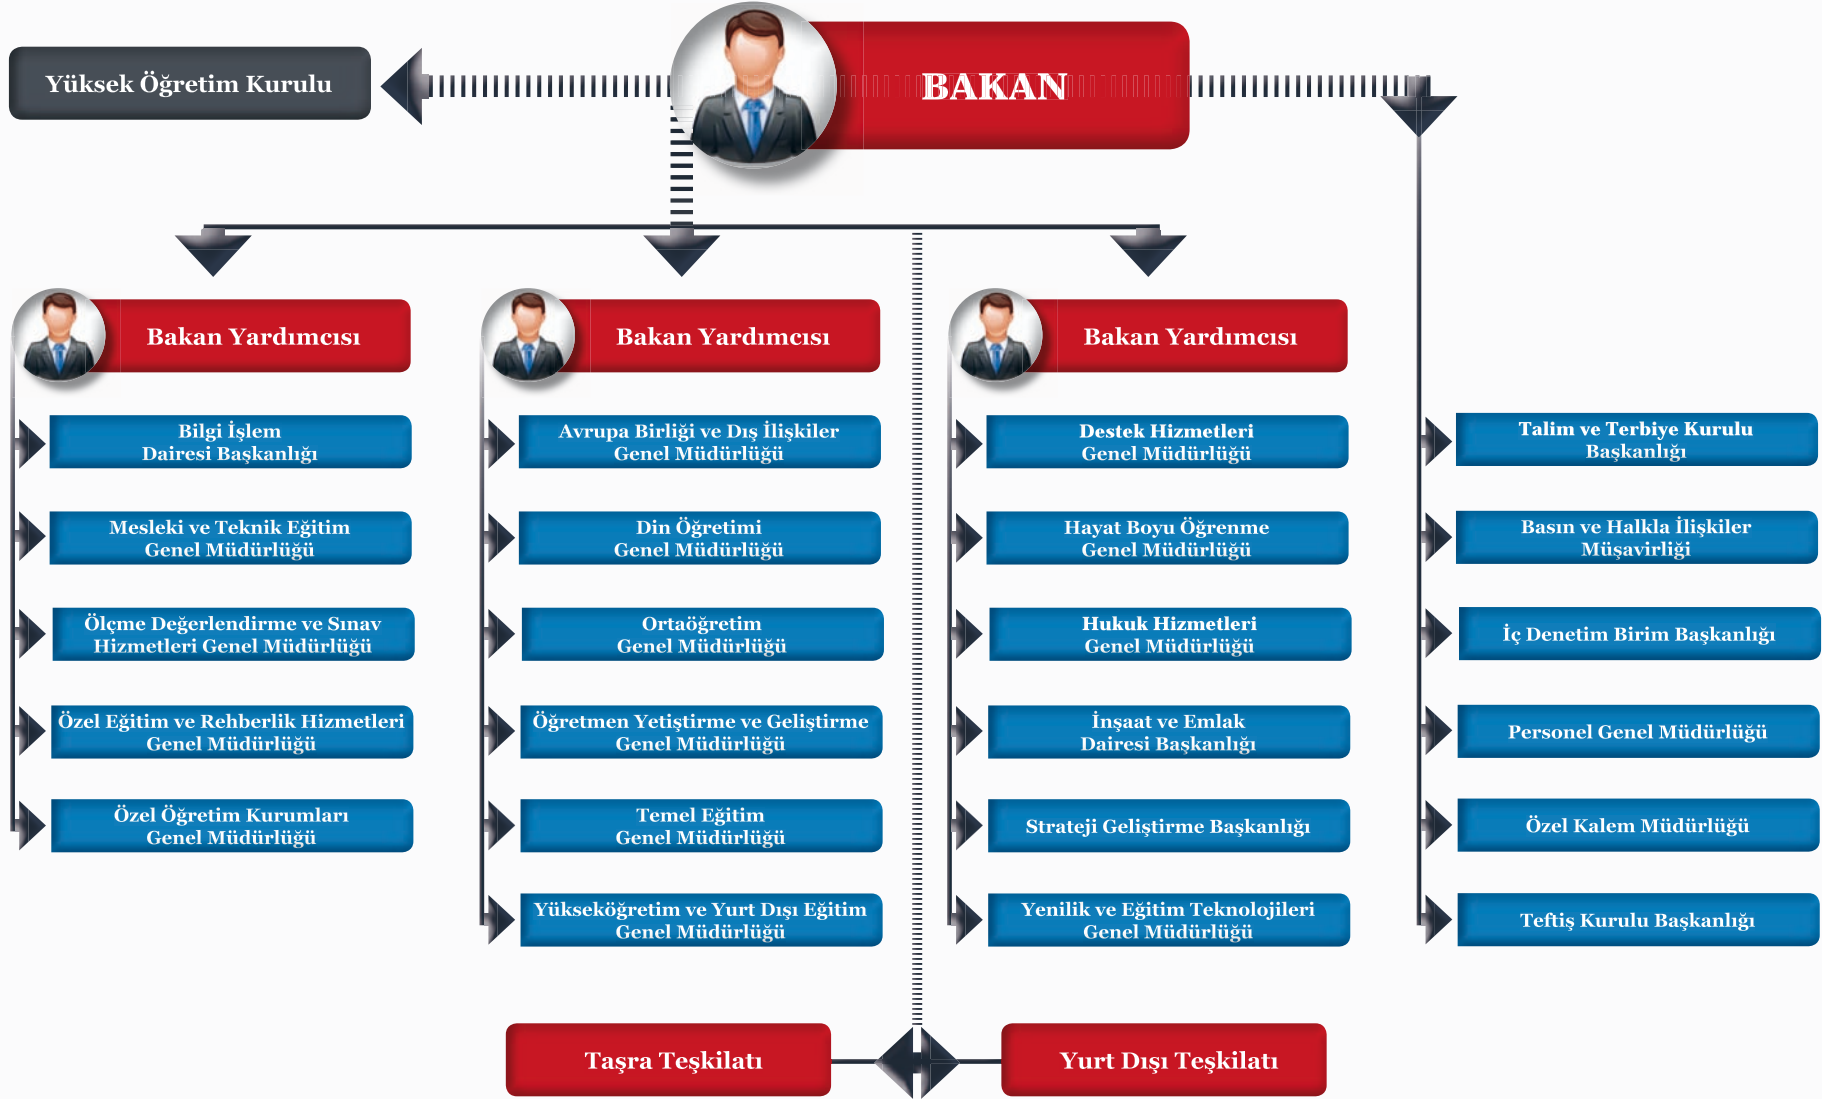 Yüksek Öğretim Kurulu
BAKAN
Bakan Yardımcısı
Bilgi İşlem
Dairesi Başkanlığı
Mesleki ve Teknik Eğitim
Genel Müdürlüğü
Ölçme Değerlendirme ve Sınav
Hizmetleri Genel Müdürlüğü
Özel Eğitim ve Rehberlik Hizmetleri
Genel Müdürlüğü
Özel Öğretim Kurumları
Genel Müdürlüğü
Bakan Yardımcısı
Avrupa Birliği ve Dış İlişkiler
Genel Müdürlüğü
Din Öğretimi
Genel Müdürlüğü
Ortaöğretim
Genel Müdürlüğü
Öğretmen Yetiştirme ve Geliştirme
Genel Müdürlüğü
Temel Eğitim
Genel Müdürlüğü
Yükseköğretim ve Yurt Dışı Eğitim
Genel Müdürlüğü
Bakan Yardımcısı
Destek Hizmetleri
Genel Müdürlüğü
Hayat Boyu Öğrenme
Genel Müdürlüğü
Hukuk Hizmetleri
Genel Müdürlüğü
İnşaat ve Emlak
Dairesi Başkanlığı
Strateji Geliştirme Başkanlığı
Yenilik ve Eğitim Teknolojileri
Genel Müdürlüğü
Talim ve Terbiye Kurulu
Başkanlığı
Basın ve Halkla İlişkiler
Müşavirliği
İç Denetim Birim Başkanlığı
Personel Genel Müdürlüğü
Özel Kalem Müdürlüğü
Teftiş Kurulu Başkanlığı
Taşra Teşkilatı
Yurt Dışı Teşkilatı